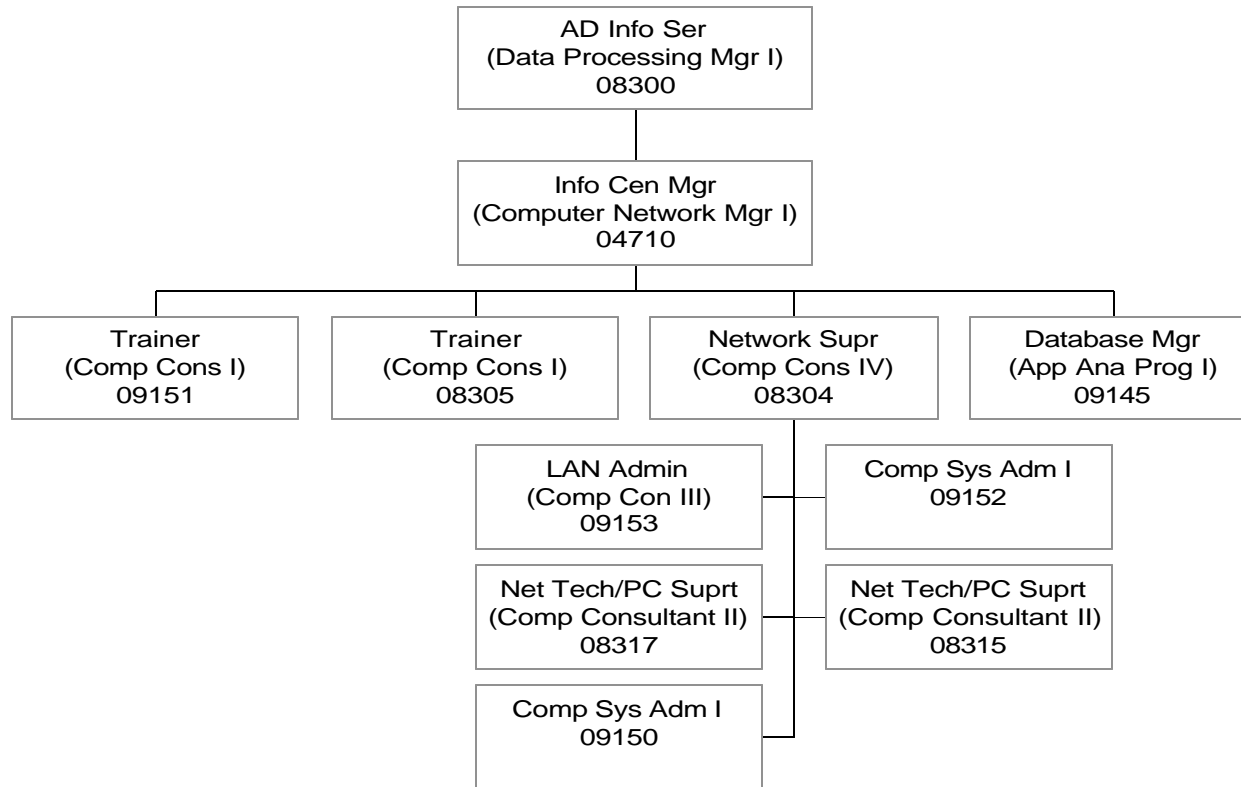 AD Info Ser
(Data Processing Mgr I)
08300
Info Cen Mgr
(Computer Network Mgr I)
04710
Trainer
(Comp Cons I)
09151
Trainer
(Comp Cons I)
08305
Network Supr
(Comp Cons IV)
08304
Database Mgr
(App Ana Prog I)
09145
LAN Admin
(Comp Con III)
09153
Comp Sys Adm I
09152
Net Tech/PC Suprt
(Comp Consultant II)
08317
Net Tech/PC Suprt
(Comp Consultant II)
08315
Comp Sys Adm I
09150